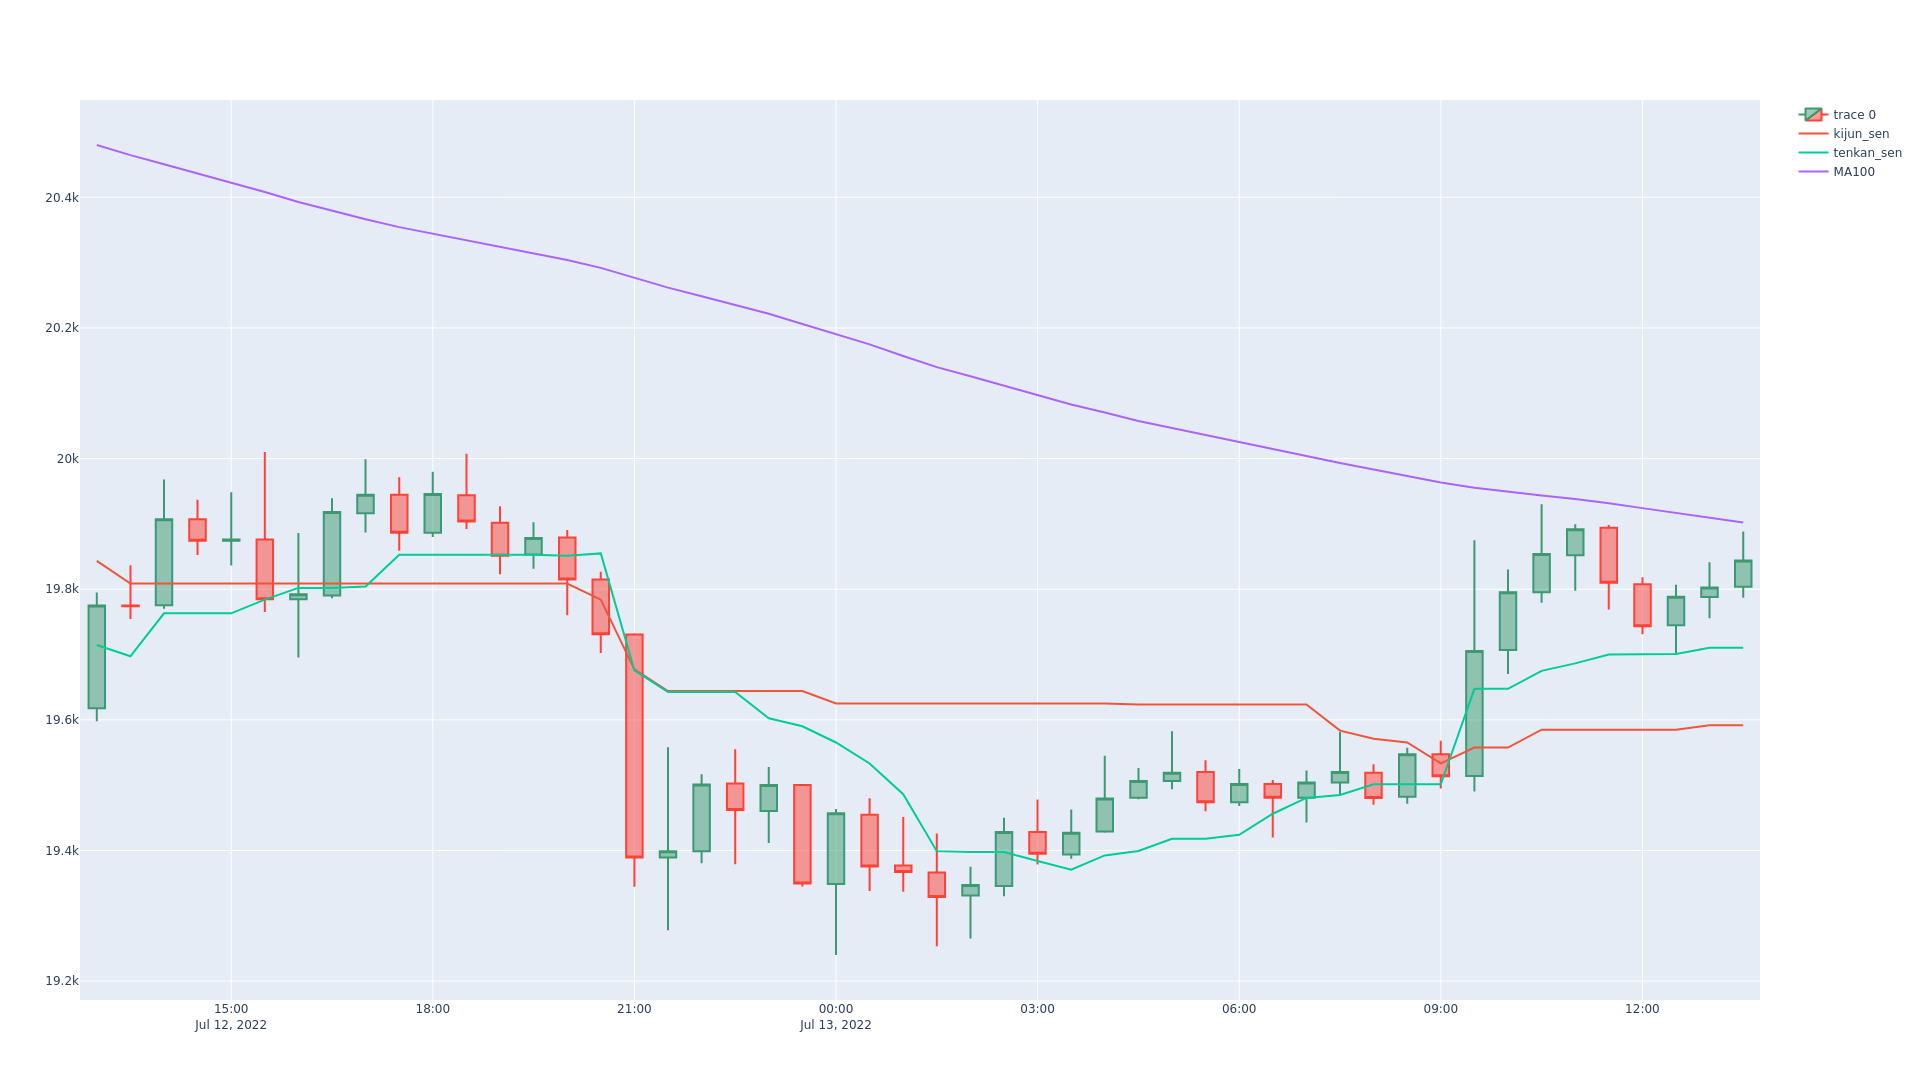 trace 0
kijun_sen
tenkan_sen
MA100
20.4k
20.2k
20k
19.8k
19.6k
19.4k
19.2k
15:00 18:00 21:00 00:00 03:00 06:00 09:00 12:00
Jul 12, 2022 Jul 13, 2022